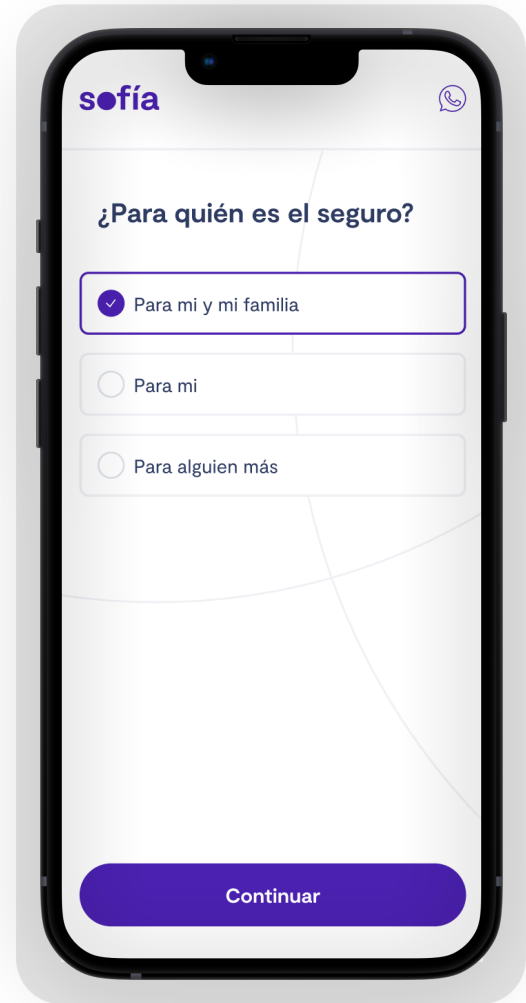 sofía
¿Para quién es el seguro?
Para mi y mi familia
Para mi
Para alguien más
Continuar